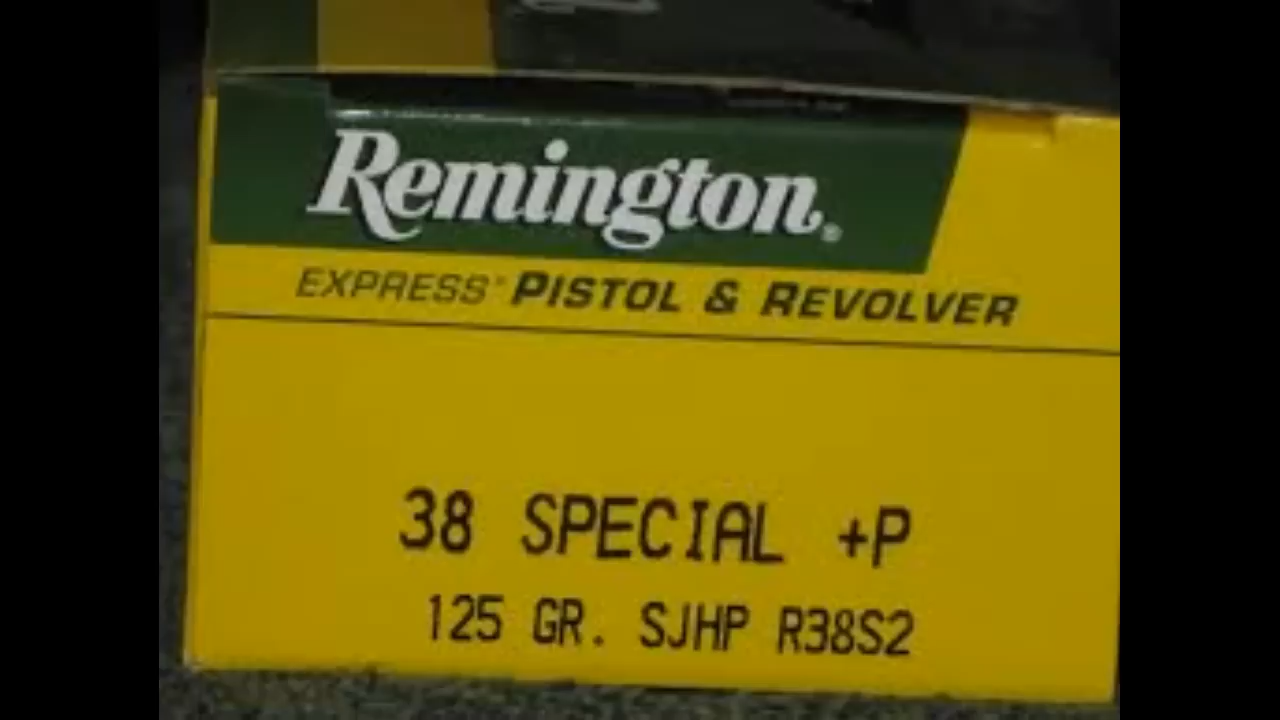 Remington®
EXPRESS® PISTOL & REVOLVER
38 SPECIAL +P
125 GR. SJHP R38S2